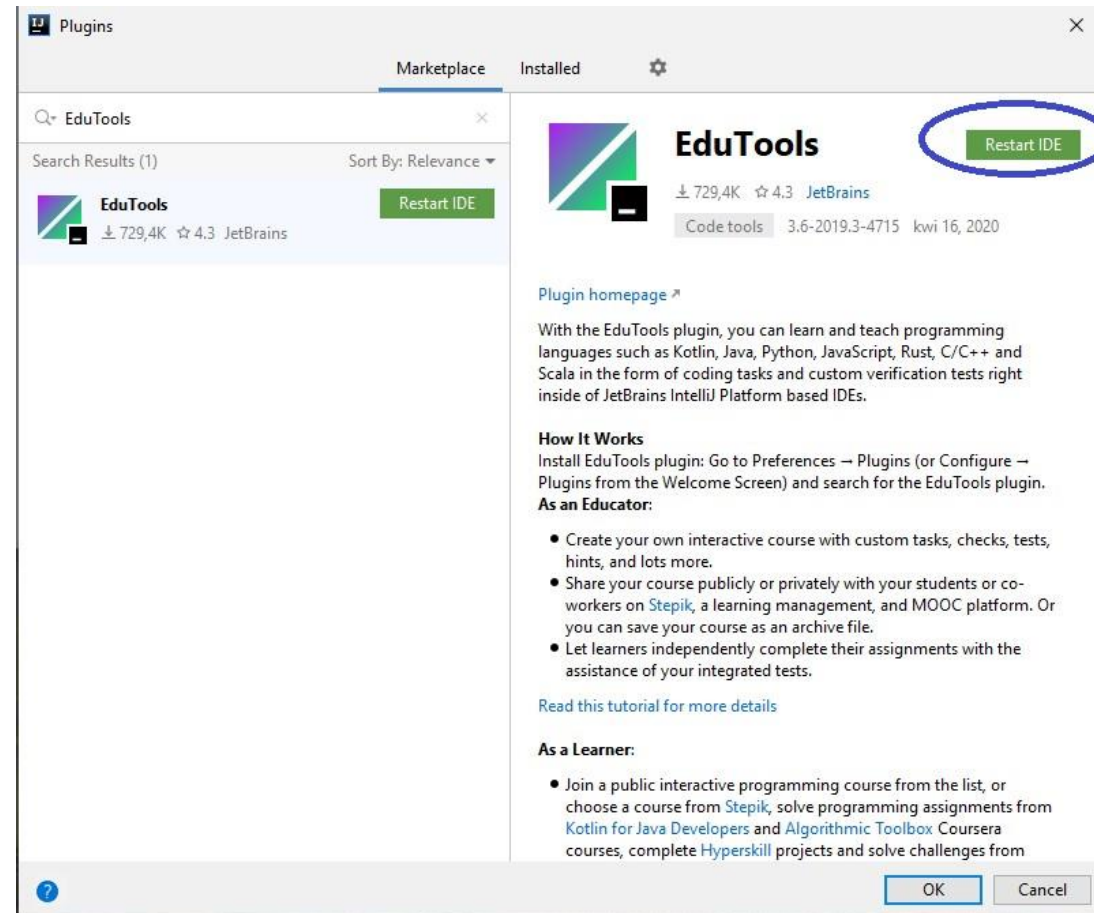 Plugins
Marketplace Installed
EduTools
Search Results (1) Sort By: Relevance
EduTools Restart IDE
729,4K 4.3 JetBrains
EduTools Restart IDE
729,4K 4.3 JetBrains
Code tools 3.6-2019.3-4715 kwi 16, 2020
Plugin homepage
With the EduTools plugin, you can learn and teach programming
languages such as Kotlin, Java, Python, JavaScript, Rust, C/C++ and
Scala in the form of coding tasks and custom verification tests right
inside of JetBrains IntelliJ Platform based IDEs.
How It Works
Install EduTools plugin: Go to Preferences → Plugins (or Configure →
Plugins from the Welcome Screen) and search for the EduTools plugin.
As an Educator:
• Create your own interactive course with custom tasks, checks, tests,
hints, and lots more.
• Share your course publicly or privately with your students or co-
workers on Stepik, a learning management, and MOOC platform. Or
you can save your course as an archive file.
• Let learners independently complete their assignments with the
assistance of your integrated tests.
Read this tutorial for more details
As a Learner:
• Join a public interactive programming course from the list, or
choose a course from Stepik, solve programming assignments from
Kotlin for Java Developers and Algorithmic Toolbox Coursera
courses, complete Hyperskill projects and solve challenges from
? OK Cancel